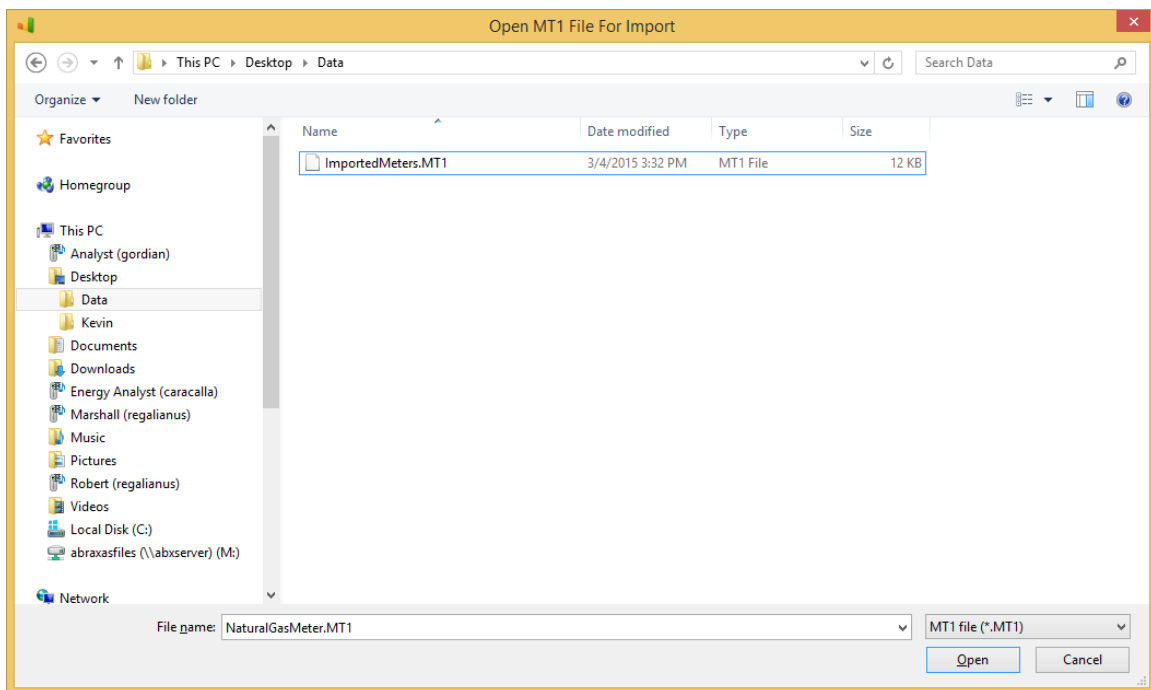 Open MT1 File For Import
This PC Desktop Data
Search Data
Organize New folder
Name Date modified Type Size
ImportedMeters.MT1 3/4/2015 3:32 PM MT1 File 12 KB
Favorites
Homegroup
This PC
Analyst (gordian)
Desktop
Data
Kevin
Documents
Downloads
Energy Analyst (caracalla)
Marshall (regalianus)
Music
Pictures
Robert (regalianus)
Videos
Local Disk (C:)
abraxasfiles (\\abxserver) (M:)
Network
File name: NaturalGasMeter.MT1 MT1 file (*.MT1)
Open Cancel